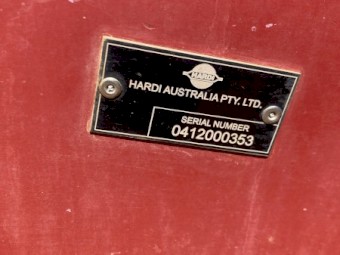 HARDI
HARDI AUSTRALIA PTY. LTD.
SERIAL NUMBER
0412000353